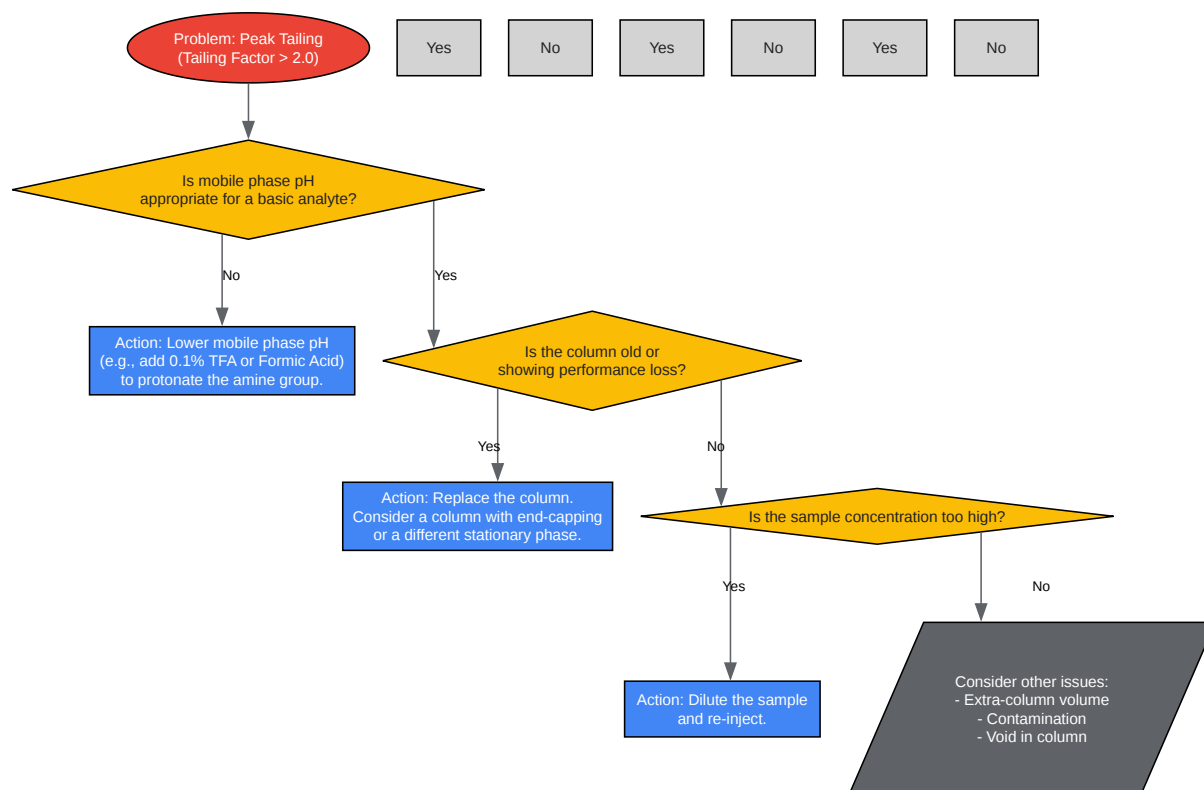 Problem: Peak Tailing
(Tailing Factor > 2.0)
Yes
No
Yes
No
Yes
No
Is mobile phase pH
appropriate for a basic analyte?
No
Yes
Action: Lower mobile phase pH
(e.g., add 0.1% TFA or Formic Acid)
to protonate the amine group.
Is the column old or
showing performance loss?
Yes
No
Action: Replace the column.
Consider a column with end-capping
or a different stationary phase.
Is the sample concentration too high?
Yes
No
Action: Dilute the sample
and re-inject.
Consider other issues:
- Extra-column volume
- Contamination
- Void in column